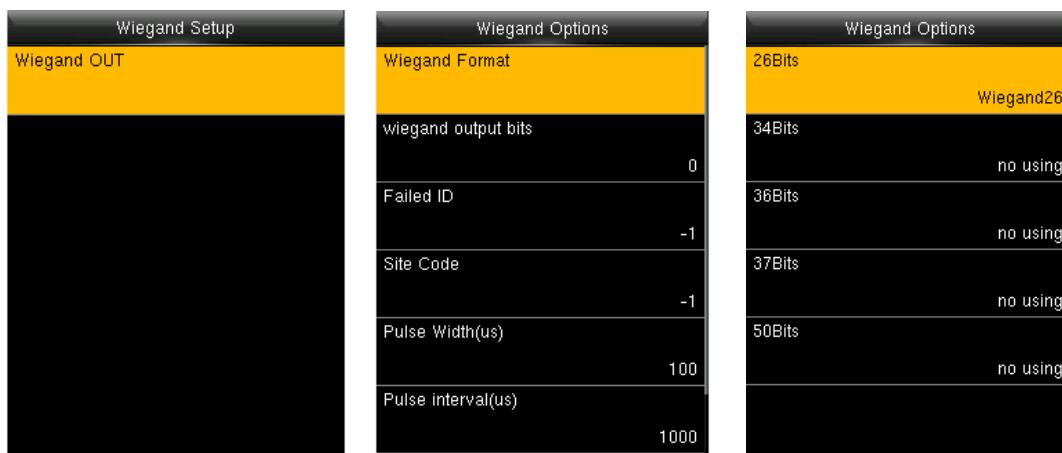 Wiegand Setup
Wiegand OUT
Wiegand Options
Wiegand Format
wiegand output bits
0
Failed ID
-1
Site Code
-1
Pulse Width(us)
100
Pulse interval(us)
1000
Wiegand Options
26Bits
Wiegand26
34Bits
no using
36Bits
no using
37Bits
no using
50Bits
no using